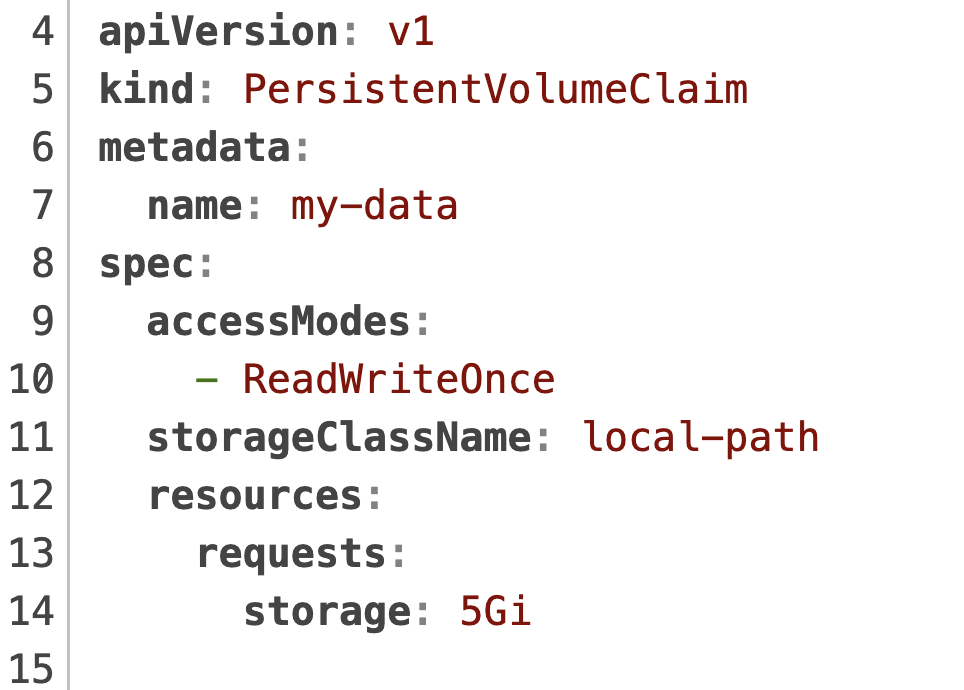 4 apiVersion: v1
5 kind: PersistentVolumeClaim
6 metadata:
7   name: my-data
8 spec:
9   accessModes:
10     - ReadWriteOnce
11   storageClassName: local-path
12   resources:
13     requests:
14       storage: 5Gi
15